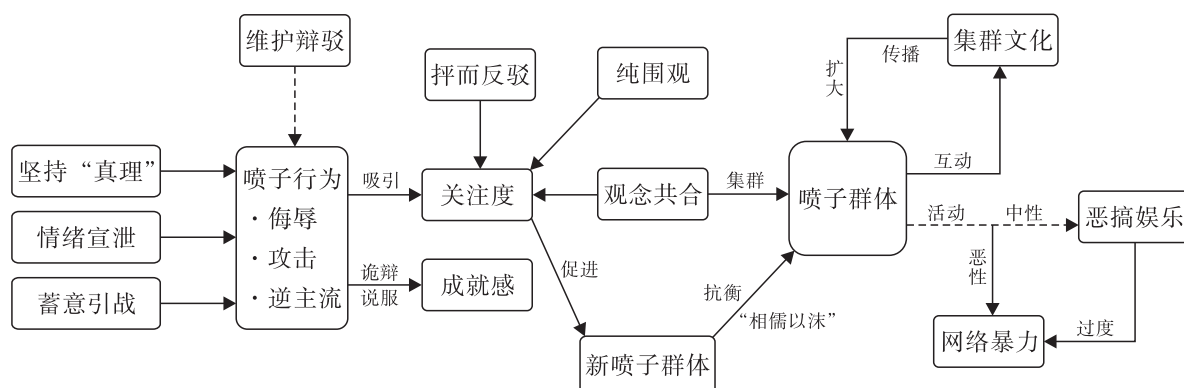 维护辩驳
抨而反驳
纯围观
集群文化
传播
扩大
坚持“真理”
情绪宣泄
蓄意引战
喷子行为
·侮辱
·攻击
·逆主流
吸引
诡辩
说服
关注度
成就感
观念共合
集群
促进
新喷子群体
抗衡
“相儒以沫”
喷子群体
互动
活动
中性
恶搞娱乐
恶性
网络暴力
过度